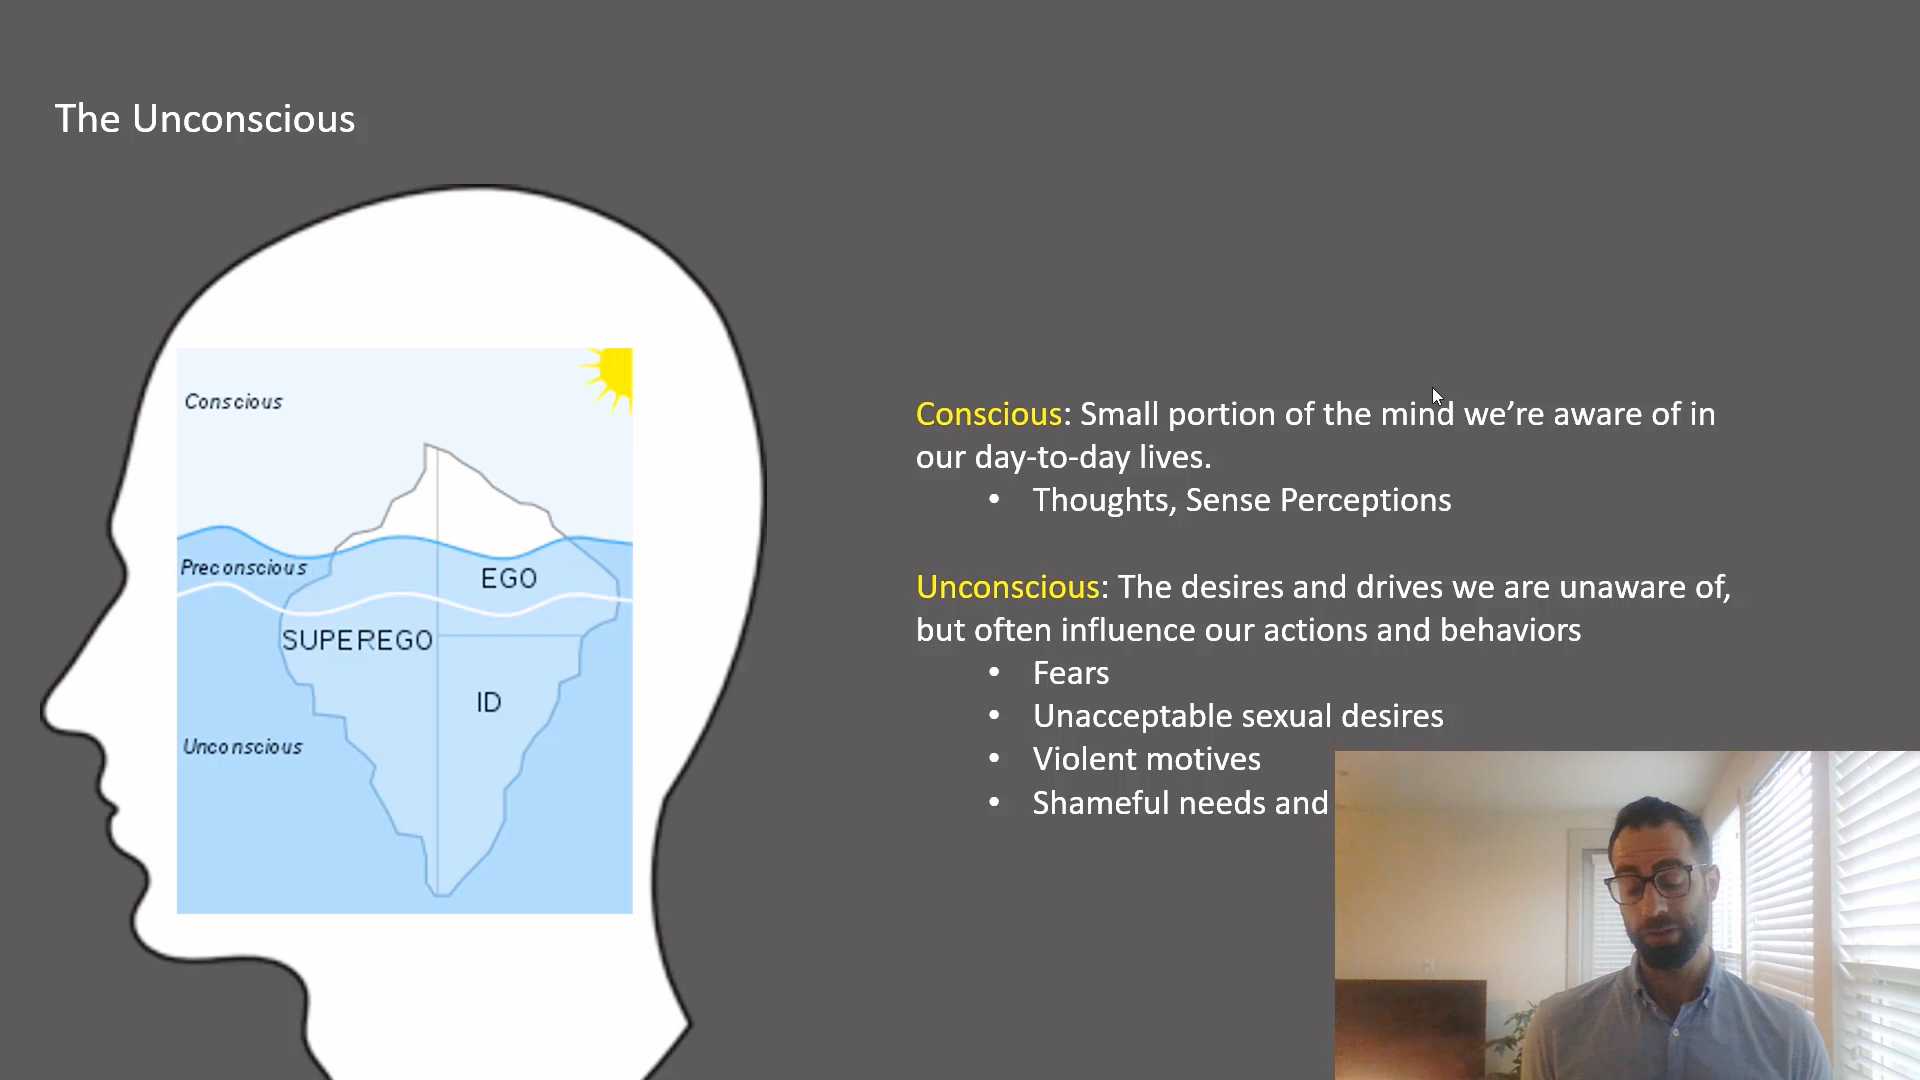 The Unconscious
Conscious
Preconscious
EGO
SUPEREGO
ID
Unconscious
Conscious: Small portion of the mind we’re aware of in
our day-to-day lives.
• Thoughts, Sense Perceptions
Unconscious: The desires and drives we are unaware of,
but often influence our actions and behaviors
• Fears
• Unacceptable sexual desires
• Violent motives
• Shameful needs and